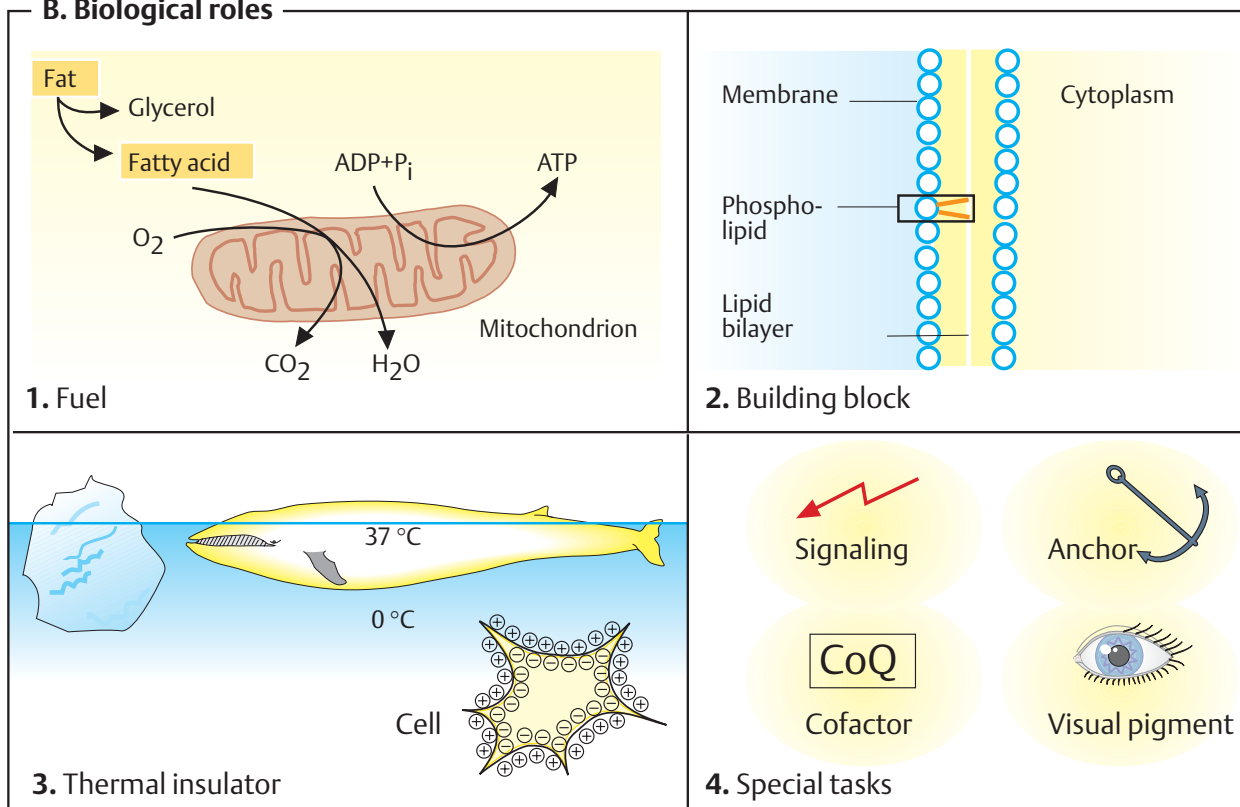 B. Biological roles
Fat
Glycerol
Fatty acid
ADP+Pi
ATP
O2
Mitochondrion
CO2
H2O
1. Fuel
Membrane
Cytoplasm
Phospho-
lipid
Lipid
bilayer
2. Building block
37 °C
0 °C
Cell
3. Thermal insulator
Signaling
Anchor
CoQ
Cofactor
Visual pigment
4. Special tasks